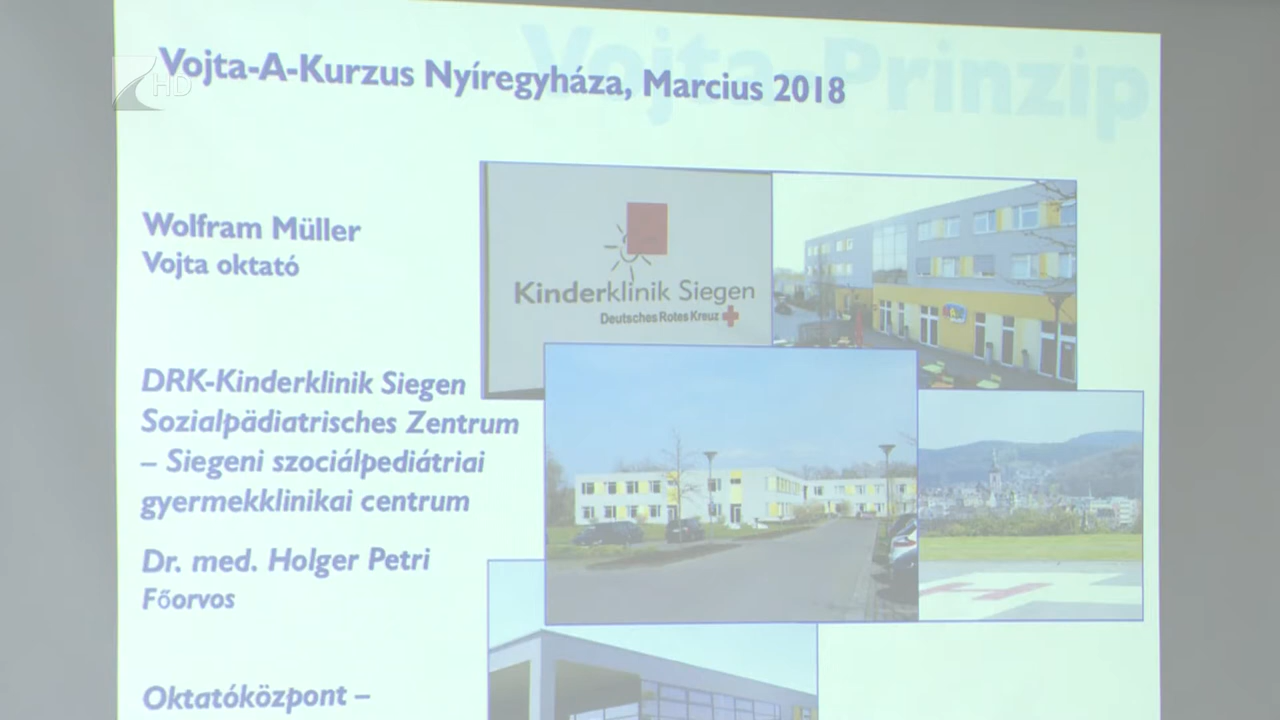 Vojta-Prinzip
HD
Vojta-A-Kurzus Nyíregyháza, Marcius 2018
Wolfram Müller
Vojta oktató
Kinderklinik Siegen
Deutsches Rotes Kreuz
DRK-Kinderklinik Siegen
Sozialpädiatrisches Zentrum
– Siegeni szociálpediátriai
gyermekklinikai centrum
Dr. med. Holger Petri
Főorvos
Oktatóközpont –
H